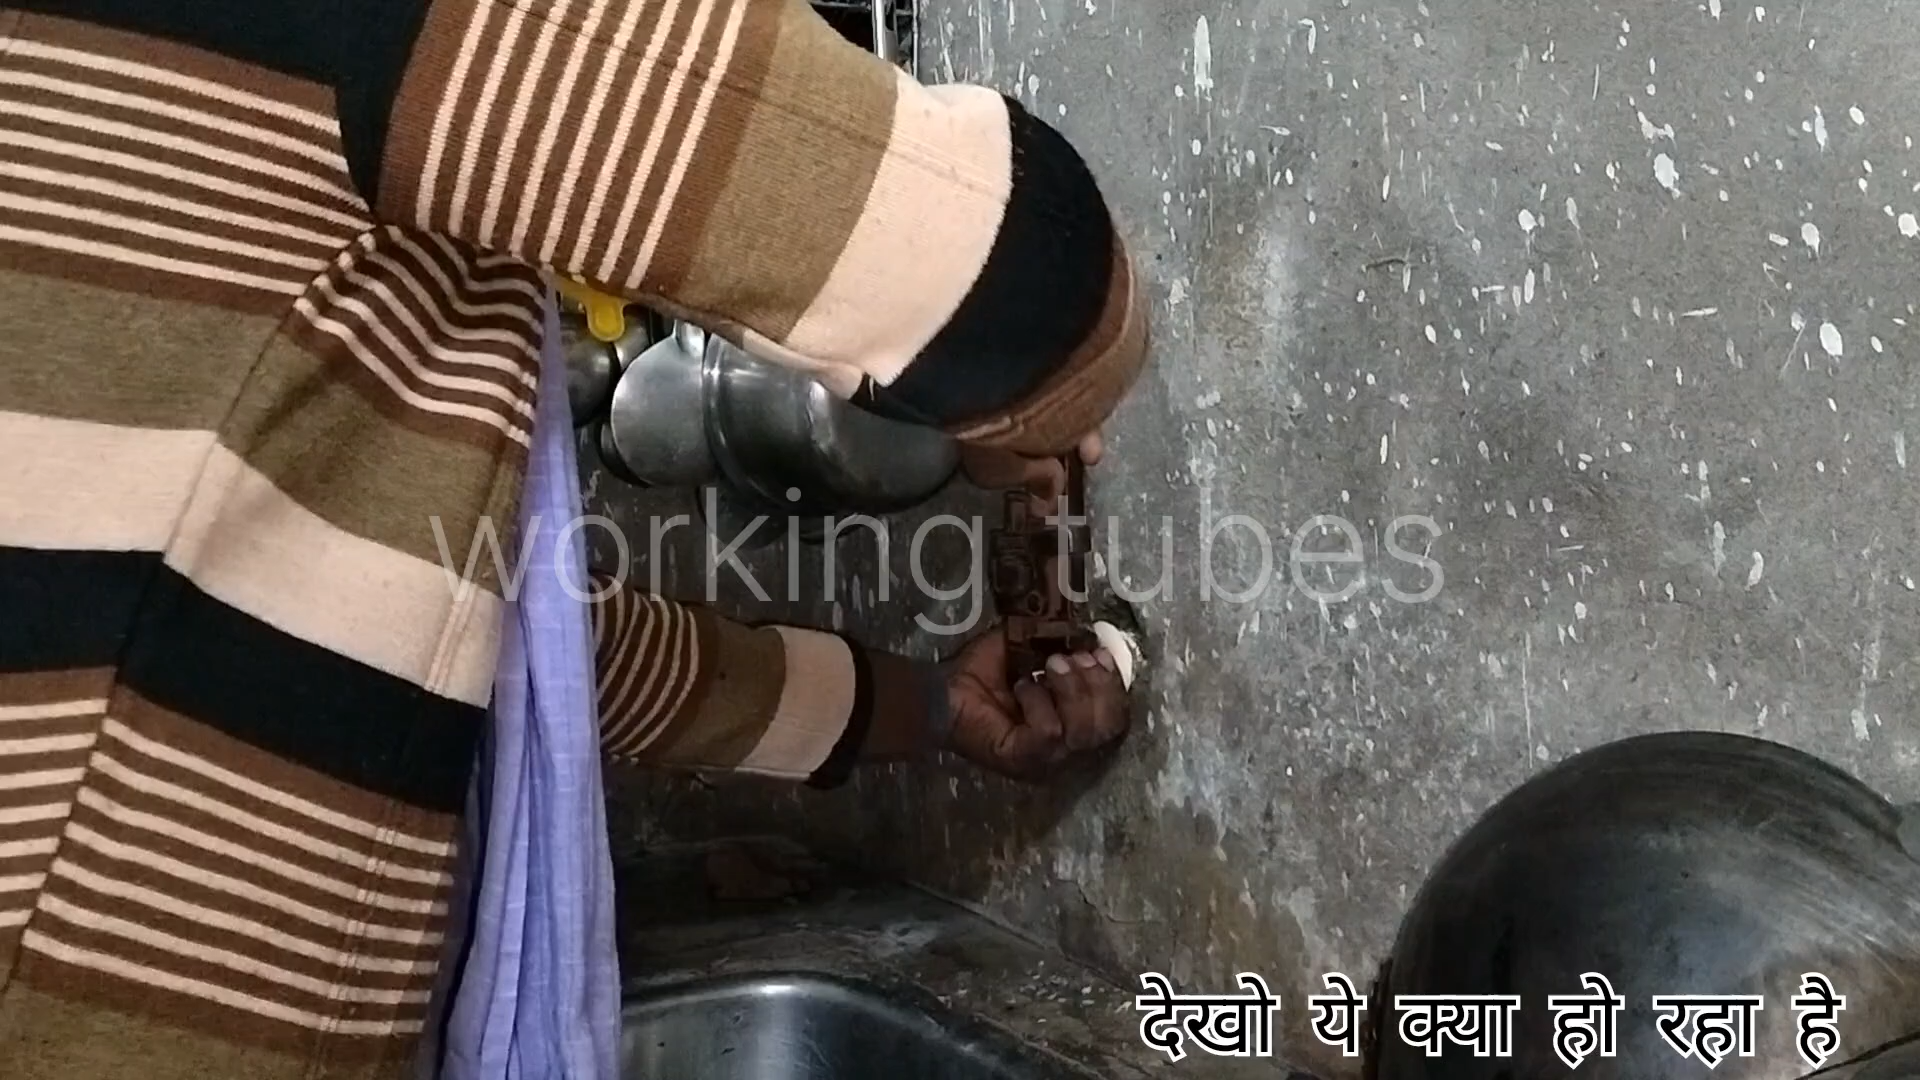 working tubes
देखो ये क्या हो रहा है